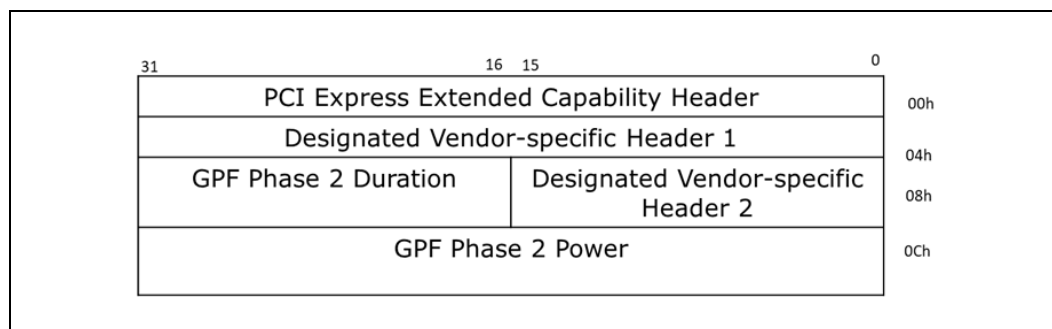 31 16 15 0
PCI Express Extended Capability Header 00h
Designated Vendor-specific Header 1 04h
GPF Phase 2 Duration Designated Vendor-specific
Header 2 08h
GPF Phase 2 Power 0Ch